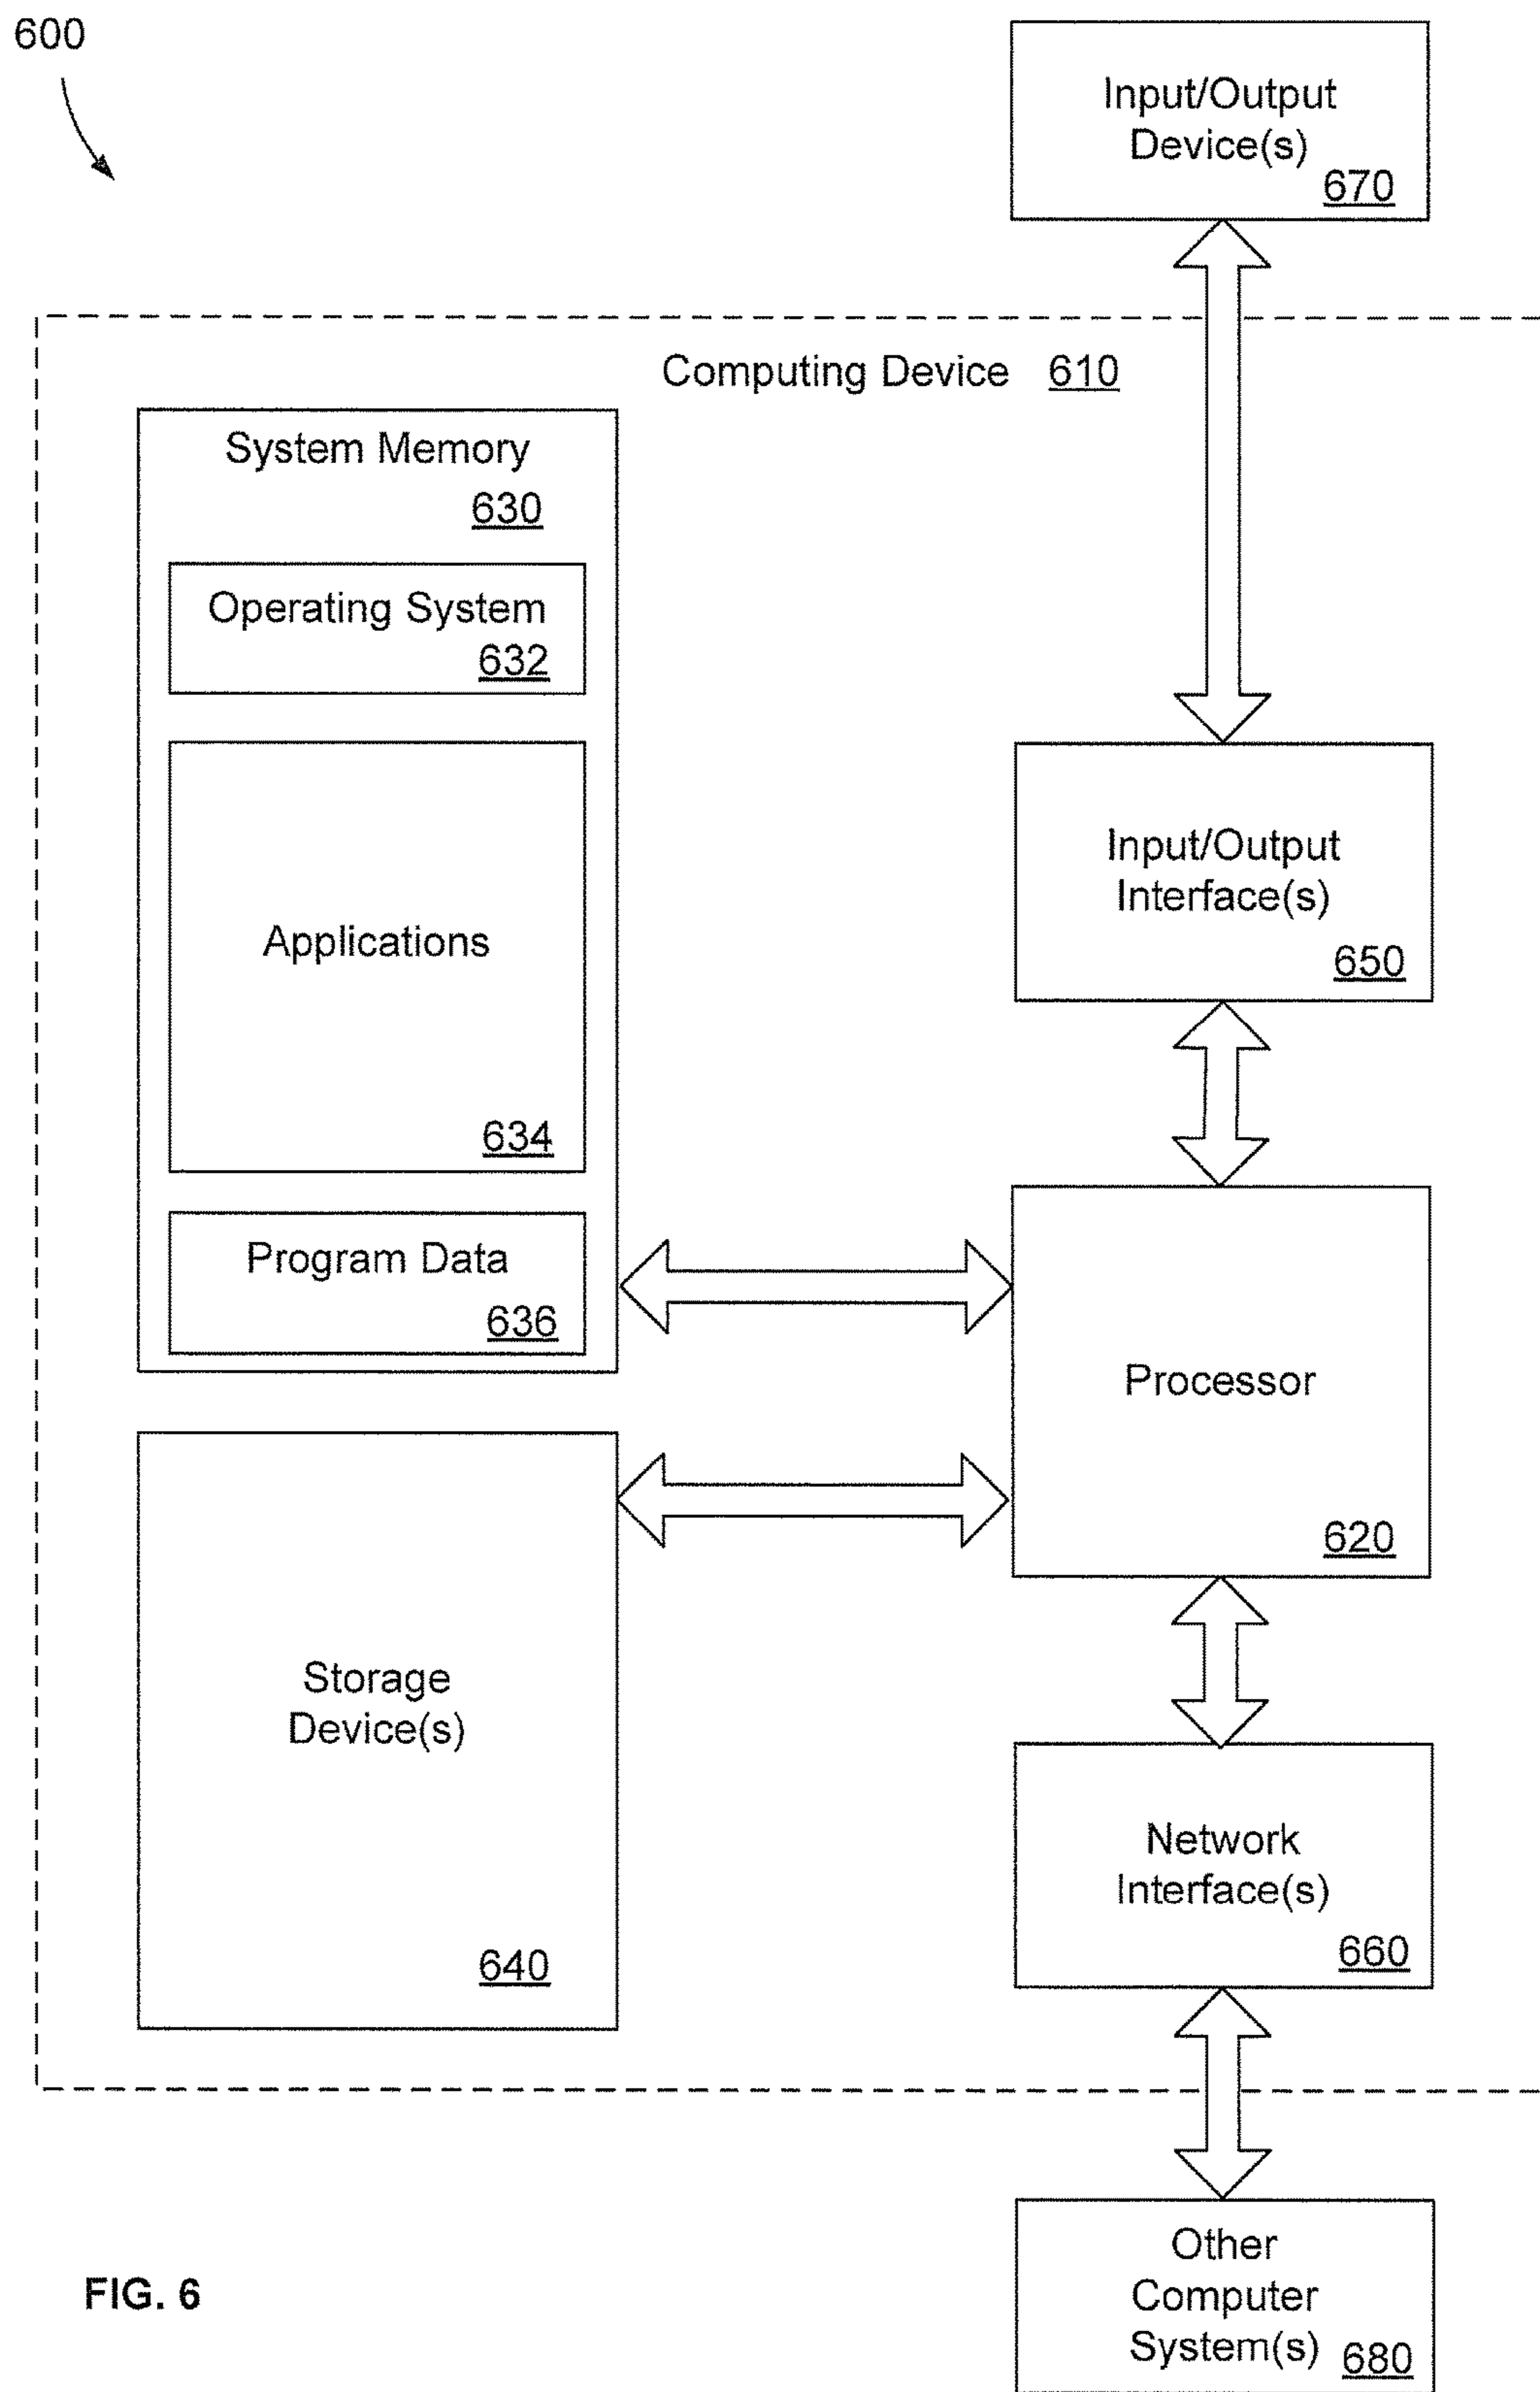 600
Input/Output
Device(s)
670
Computing Device 610
System Memory
630
Operating System
632
Applications
634
Program Data
636
Input/Output
Interface(s)
650
Processor
620
Storage
Device(s)
640
Network
Interface(s)
660
Other
Computer
System(s) 680
FIG. 6